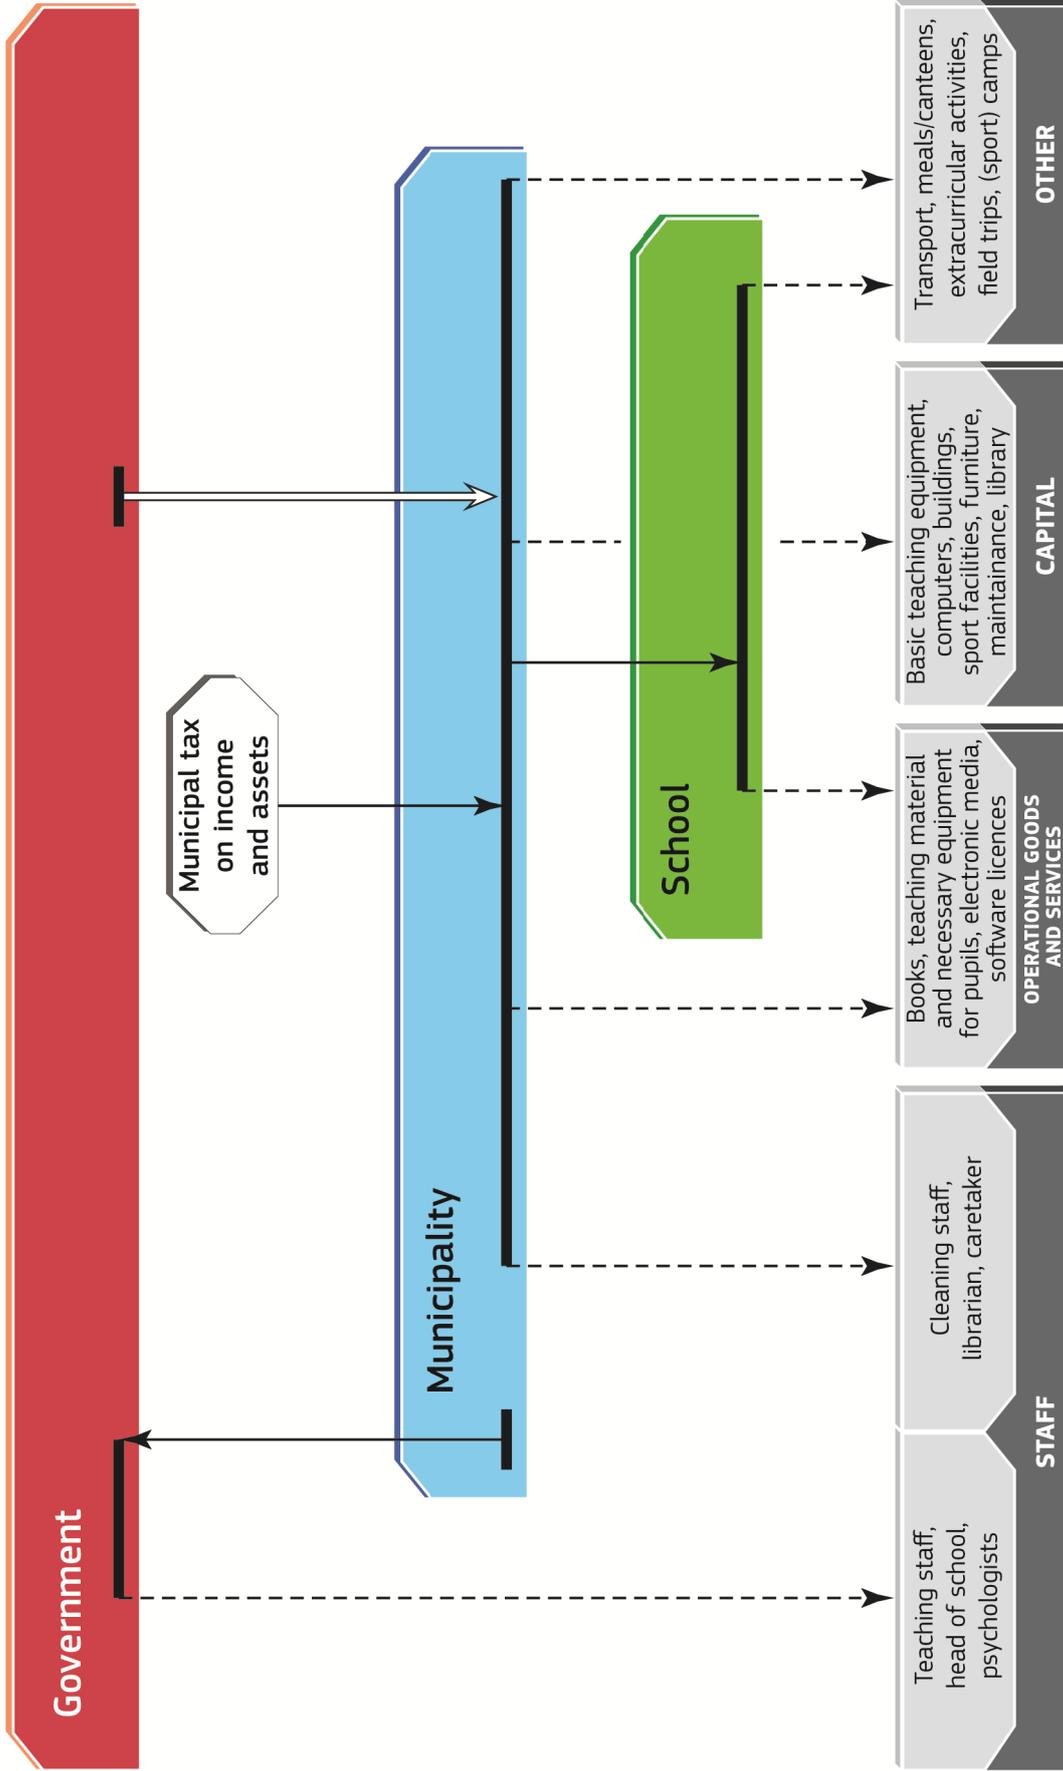 Government
Municipal tax
on income
and assets
Municipality
School
Teaching staff,
head of school,
psychologists
Cleaning staff,
librarian, caretaker
Books, teaching material
and necessary equipment
for pupils, electronic media,
software licences
Basic teaching equipment,
computers, buildings,
sport facilities, furniture,
maintainance, library
Transport, meals/canteens,
extracurricular activities,
field trips, (sport) camps
STAFF
OPERATIONAL GOODS
AND SERVICES
CAPITAL
OTHER